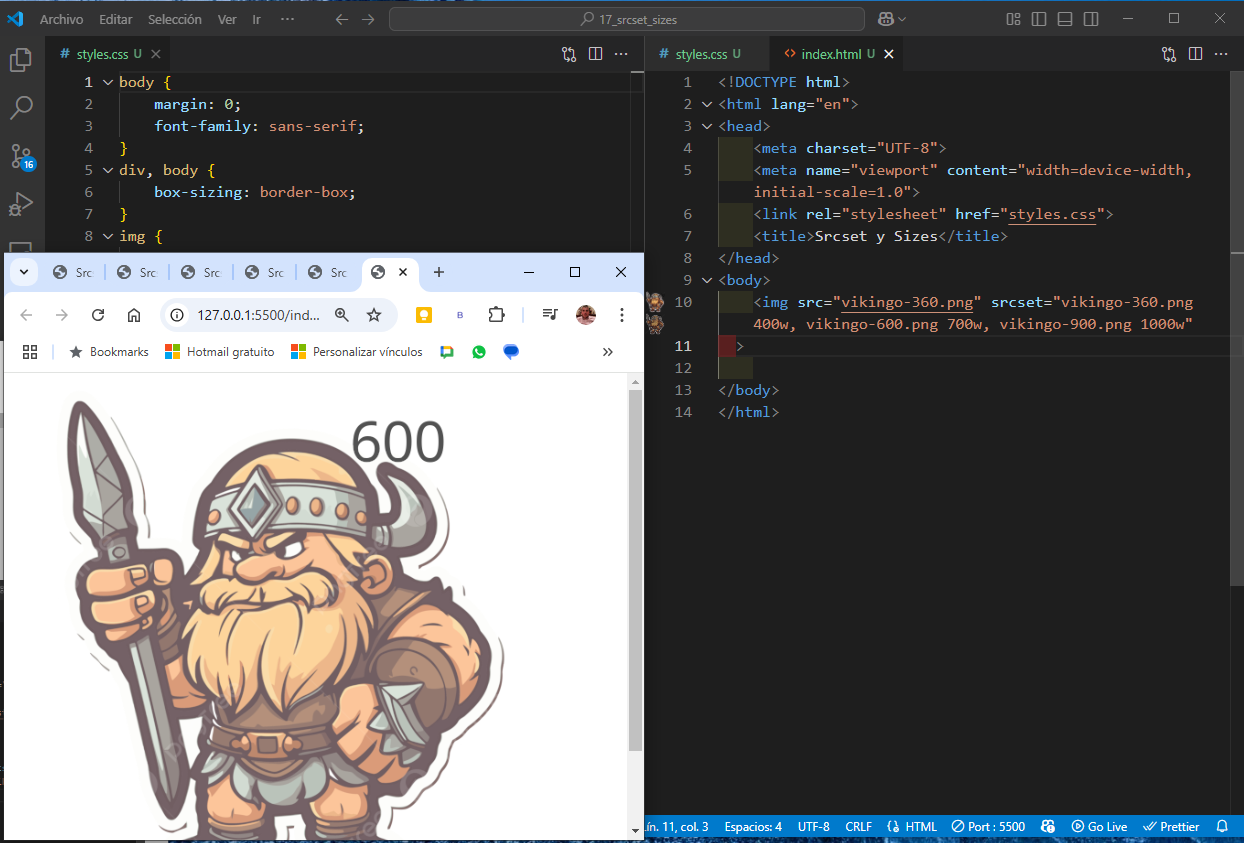 Archivo Editar Selección Ver Ir ··· 17_srcset_sizes
# styles.css U
1 body {
2 margin: 0;
3 font-family: sans-serif;
4 }
5 div, body {
6 box-sizing: border-box;
7 }
8 img {
16
# styles.css U <> index.html U
1 <!DOCTYPE html>
2 <html lang="en">
3 <head>
4 <meta charset="UTF-8">
5 <meta name="viewport" content="width=device-width,
initial-scale=1.0">
6 <link rel="stylesheet" href="styles.css">
7 <title>Srcset y Sizes</title>
8 </head>
9 <body>
10 <img src="vikingo-360.png" srcset="vikingo-360.png
400w, vikingo-600.png 700w, vikingo-900.png 1000w"
11 >
12
13 </body>
14 </html>
Src Src Src Src Src
127.0.0.1:5500/ind...
B
Bookmarks Hotmail gratuito Personalizar vínculos
600
Lín. 11, col. 3 Espacios: 4 UTF-8 CRLF HTML Port : 5500 Go Live Prettier